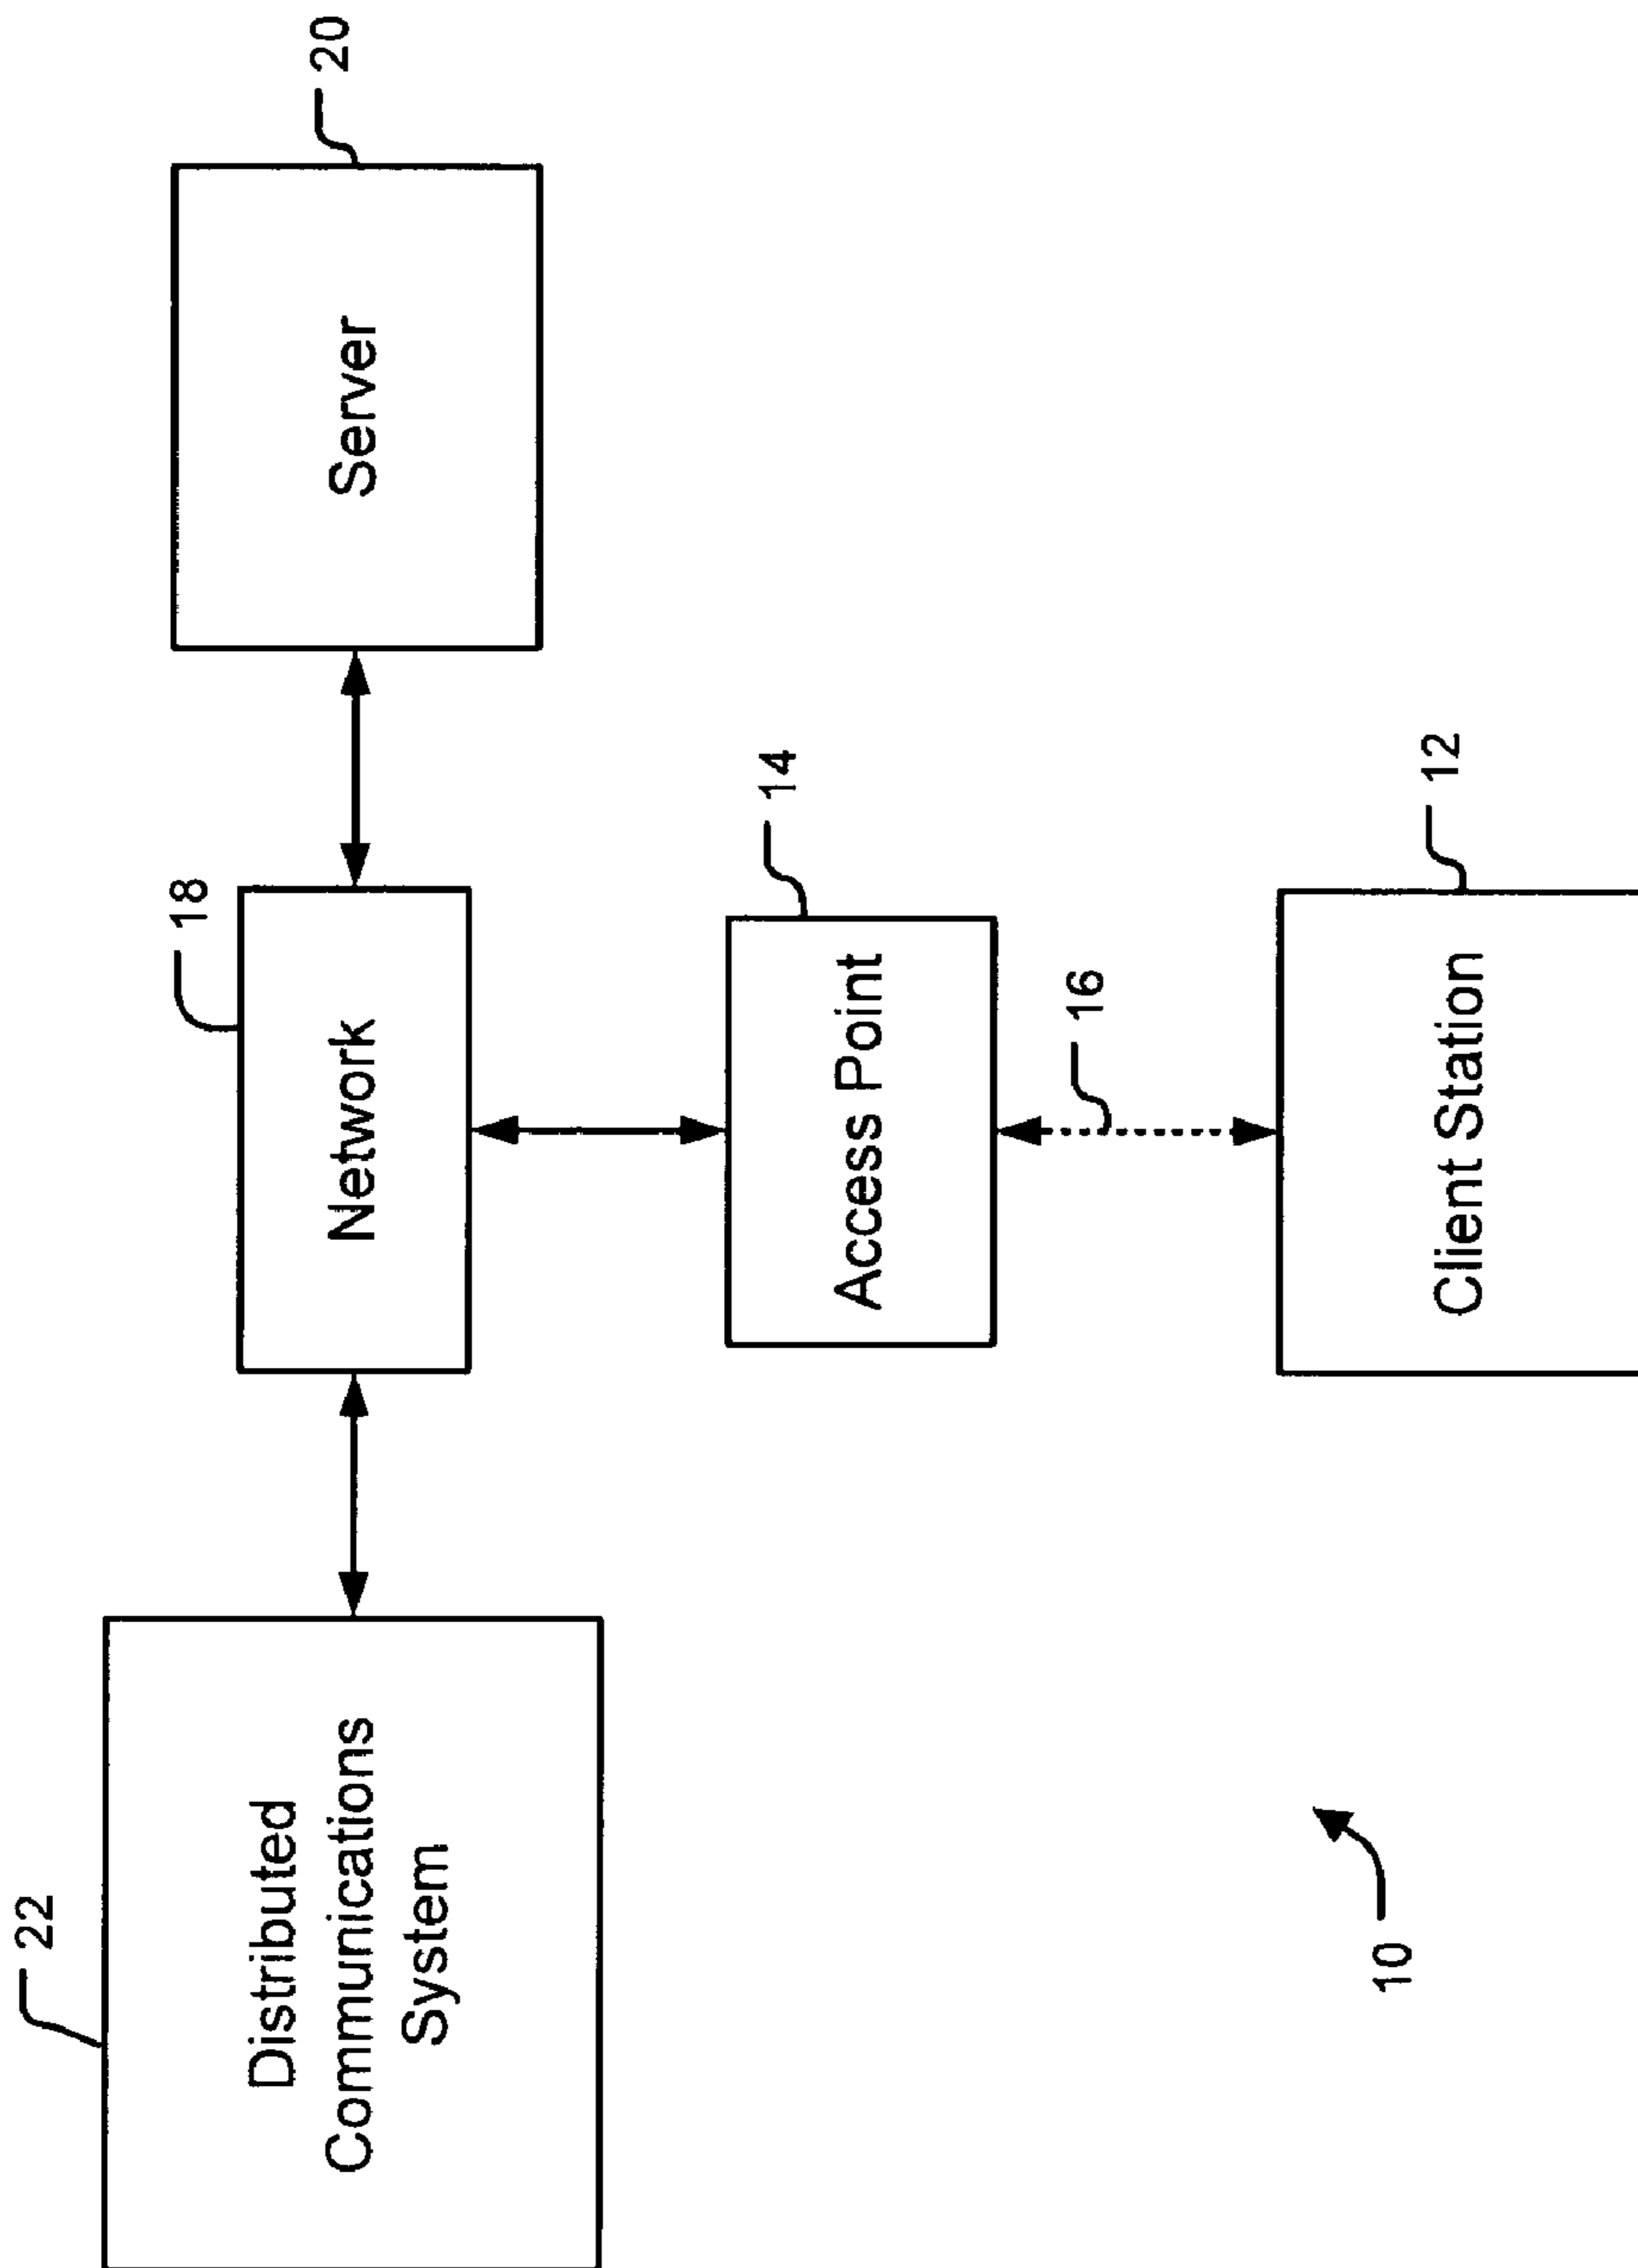 22
Distributed
Communications
System
18
Network
20
Server
14
Access Point
16
12
Client Station
10